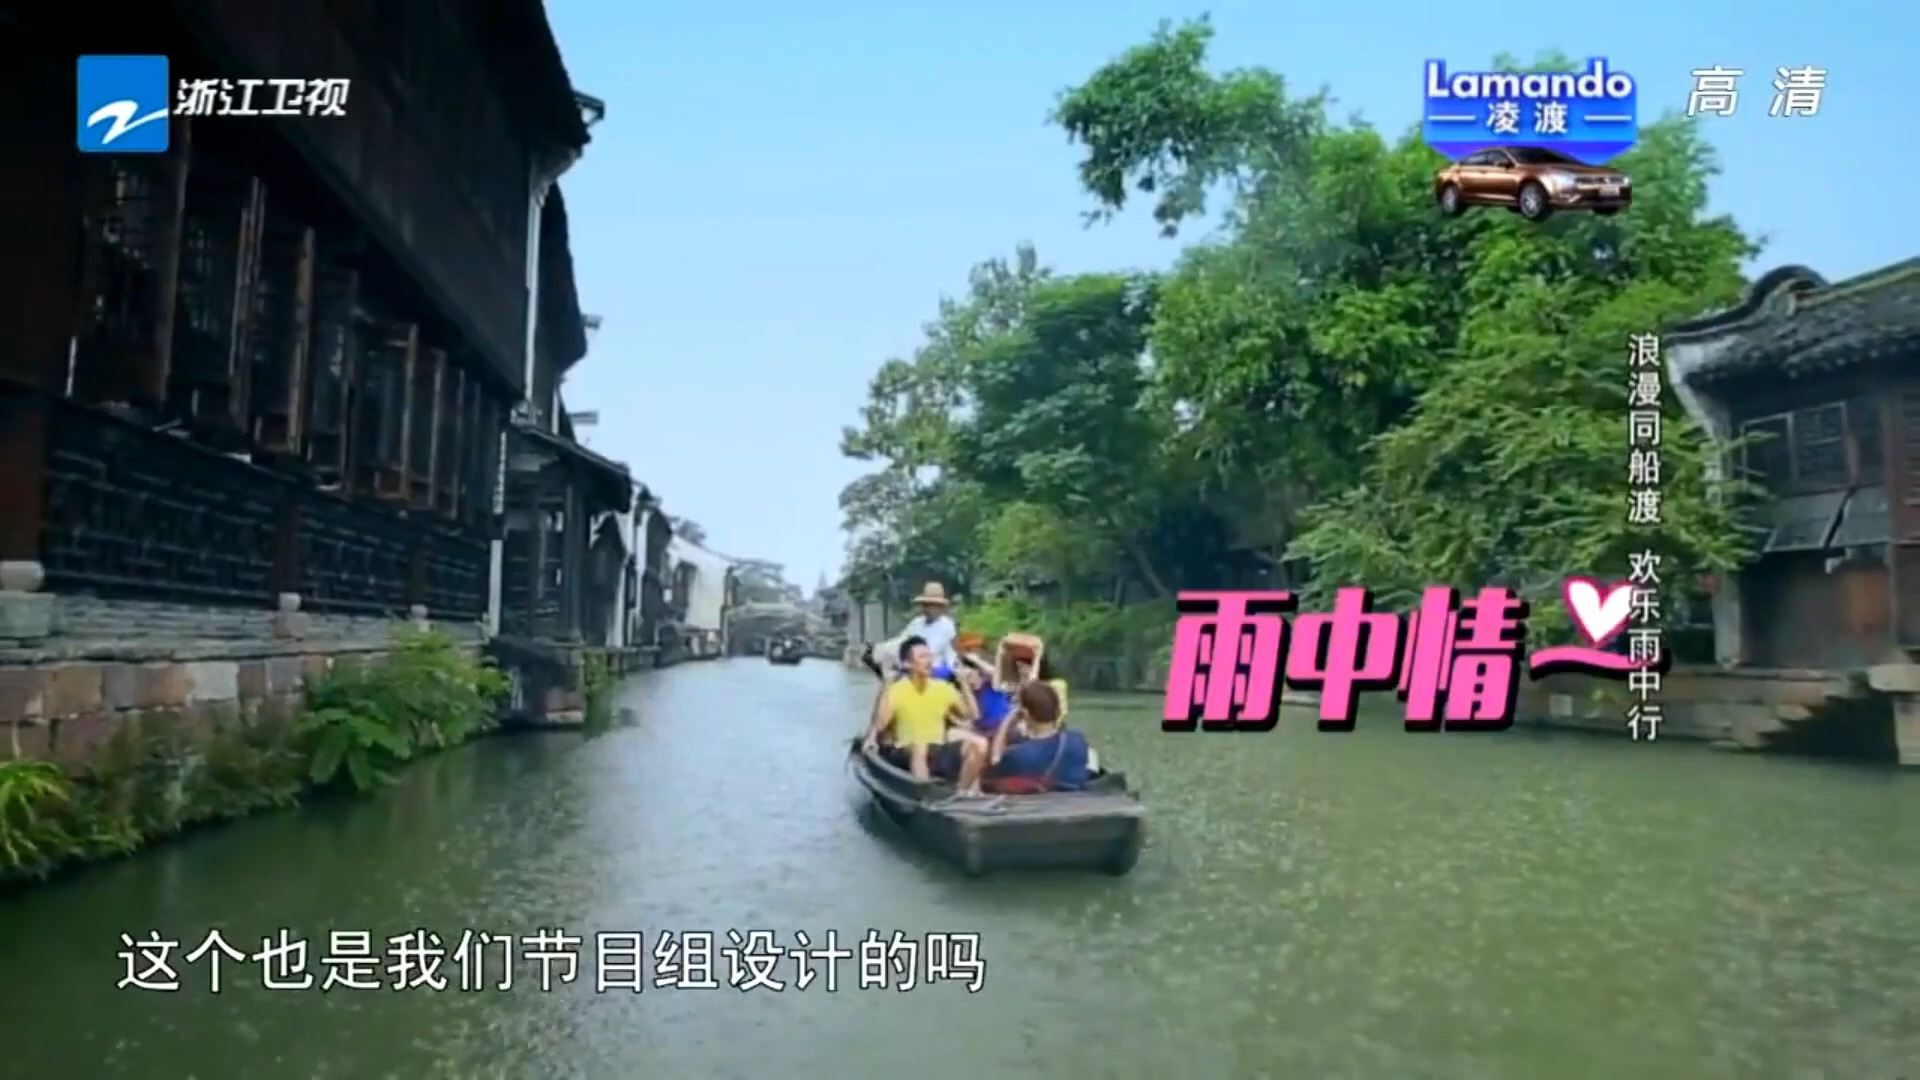 浙江卫视
Lamando
凌渡
高清
浪漫同船渡 欢乐雨中行
雨中情~
这个也是我们节目组设计的吗